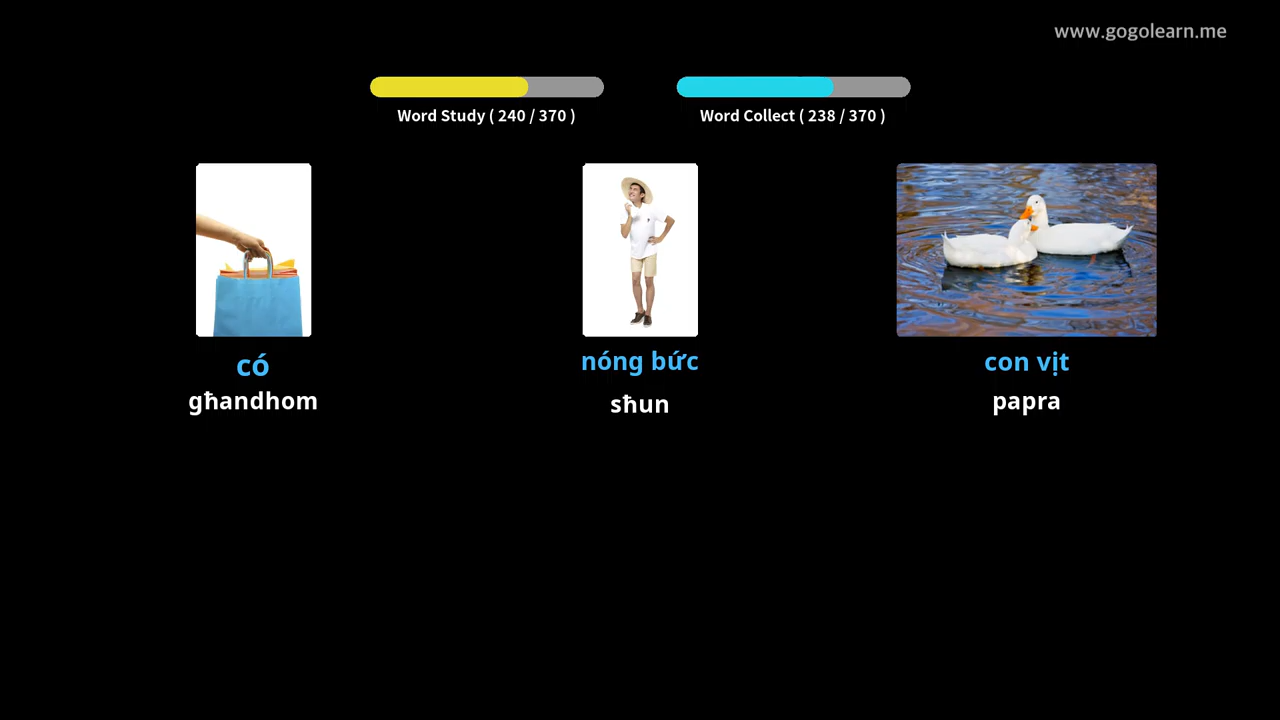 www.gogolearn.me
Word Study ( 240 / 370 )
Word Collect ( 238 / 370 )
có
għandhom
nóng bức
sħun
con vịt
papra